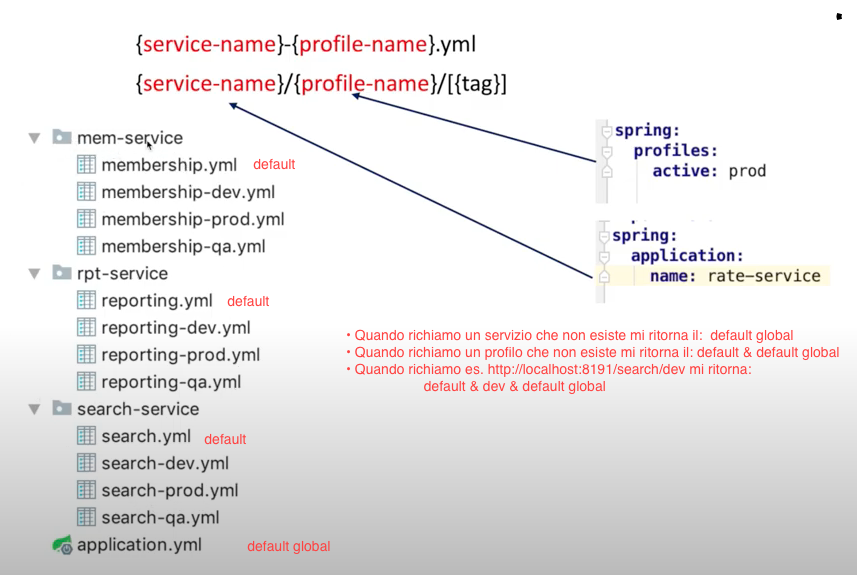 {service-name}-{profile-name}.yml
{service-name}/{profile-name}/[{tag}]
spring:
profiles:
active: prod
spring:
application:
name: rate-service
mem-service
membership.yml default
membership-dev.yml
membership-prod.yml
membership-qa.yml
rpt-service
reporting.yml default
reporting-dev.yml
reporting-prod.yml
reporting-qa.yml
search-service
search.yml default
search-dev.yml
search-prod.yml
search-qa.yml
application.yml default global
• Quando richiamo un servizio che non esiste mi ritorna il: default global
• Quando richiamo un profilo che non esiste mi ritorna il: default & default global
• Quando richiamo es. http://localhost:8191/search/dev mi ritorna:
default & dev & default global